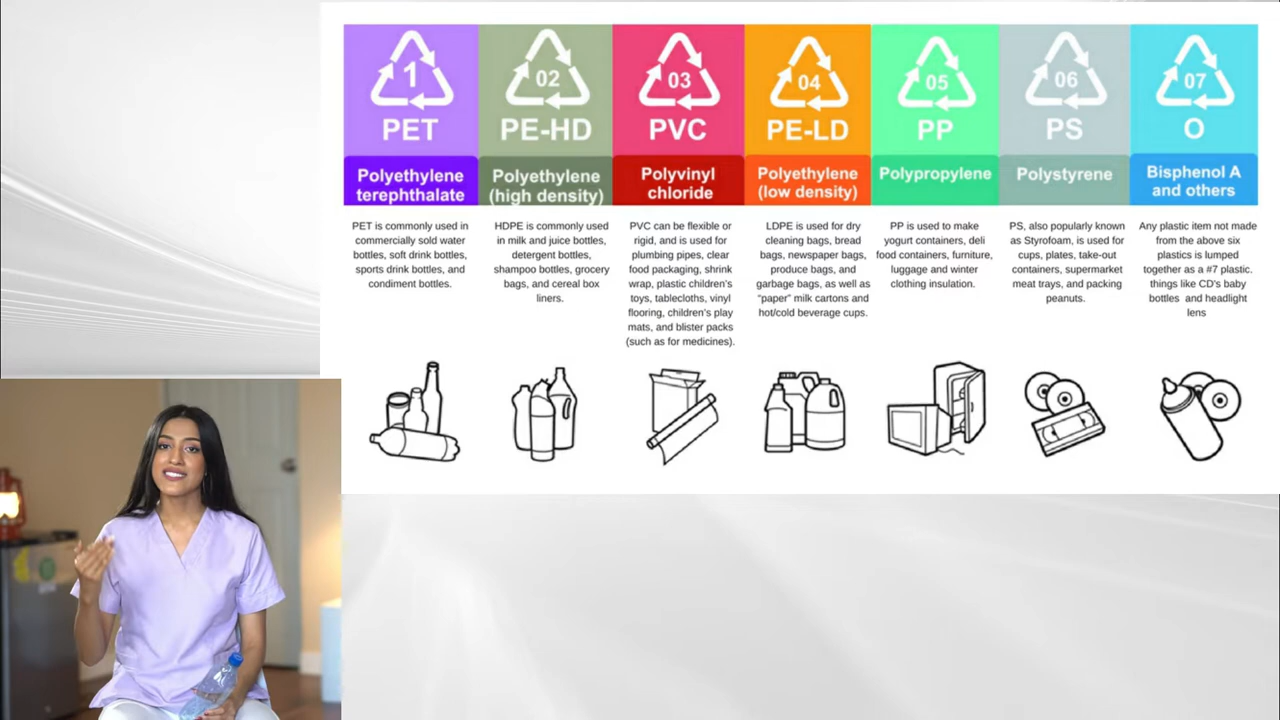 1
PET
Polyethylene
terephthalate
PET is commonly used in
commercially sold water
bottles, soft drink bottles,
sports drink bottles, and
condiment bottles.
02
PE-HD
Polyethylene
(high density)
HDPE is commonly used
in milk and juice bottles,
detergent bottles,
shampoo bottles, grocery
bags, and cereal box
liners.
03
PVC
Polyvinyl
chloride
PVC can be flexible or
rigid, and is used for
plumbing pipes, clear
food packaging, shrink
wrap, plastic children's
toys, tablecloths, vinyl
flooring, children's play
mats, and blister packs
(such as for medicines).
04
PE-LD
Polyethylene
(low density)
LDPE is used for dry
cleaning bags, bread
bags, newspaper bags,
produce bags, and
garbage bags, as well as
“paper” milk cartons and
hot/cold beverage cups.
05
PP
Polypropylene
PP is used to make
yogurt containers, deli
food containers, furniture,
luggage and winter
clothing insulation.
06
PS
Polystyrene
PS, also popularly known
as Styrofoam, is used for
cups, plates, take-out
containers, supermarket
meat trays, and packing
peanuts.
07
O
Bisphenol A
and others
Any plastic item not made
from the above six
plastics is lumped
together as a #7 plastic.
things like CD's baby
bottles and headlight
lens